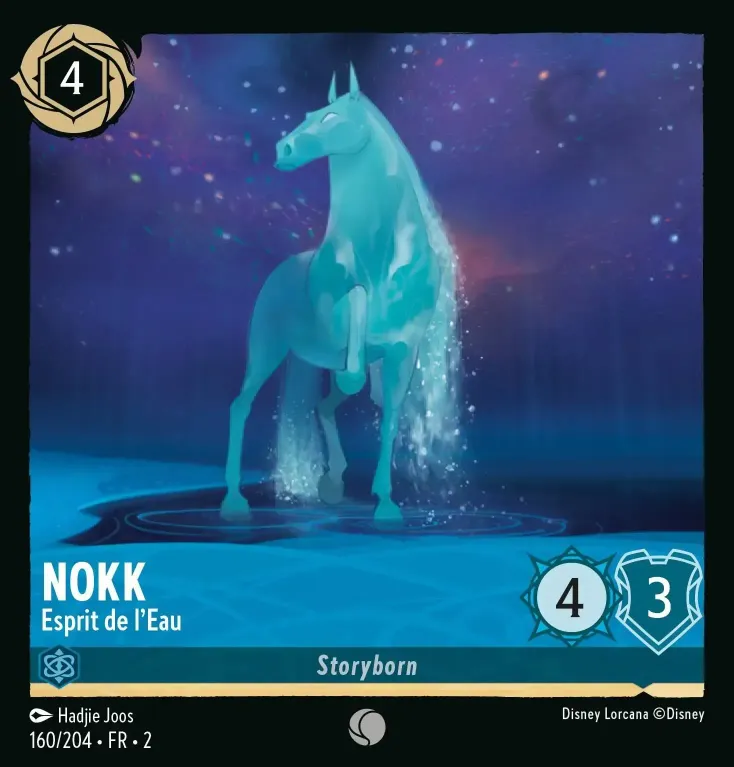 4
NOKK
Esprit de l'Eau
4
3
Storyborn
Hadjie Joos
Disney Lorcana ©Disney
160/204 • FR • 2